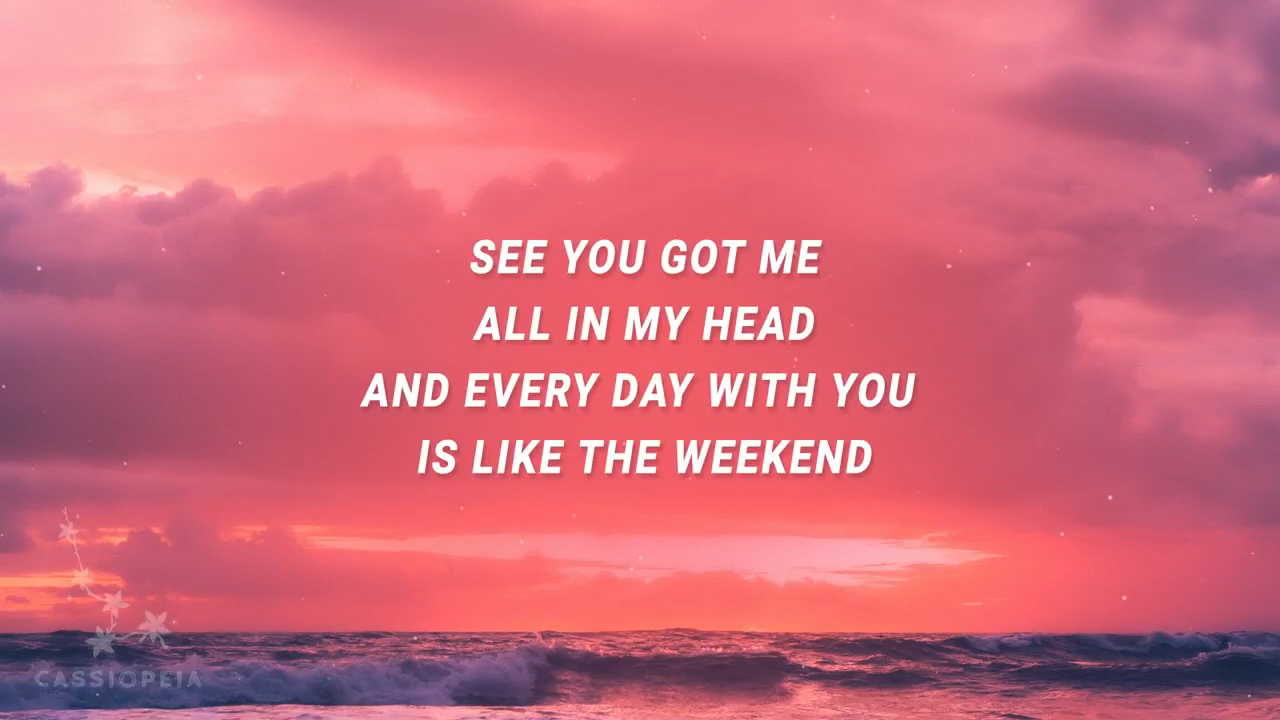 SEE YOU GOT ME
ALL IN MY HEAD
AND EVERY DAY WITH YOU
IS LIKE THE WEEKEND
CASSIOPEIA